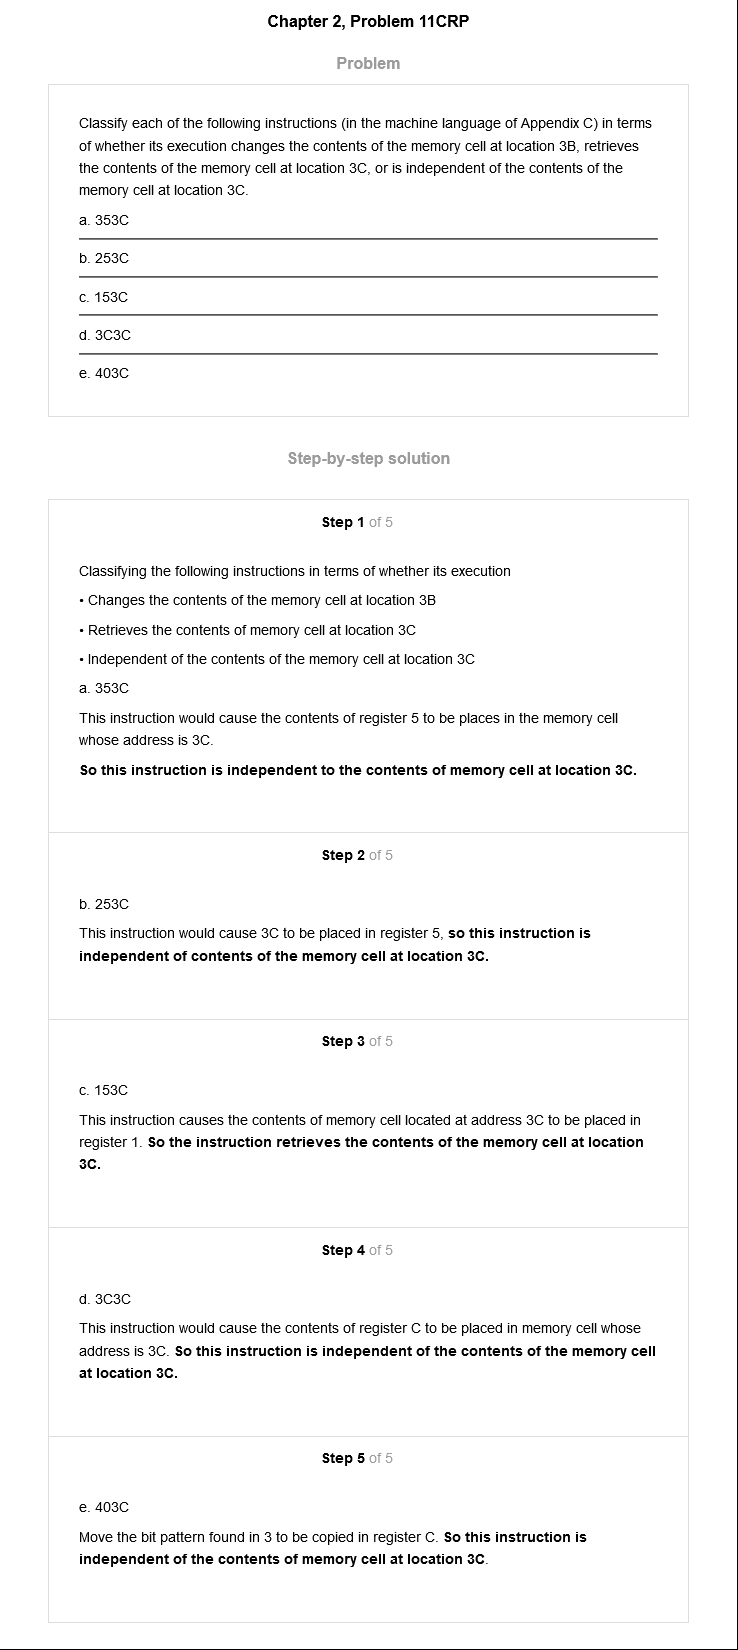 Chapter 2, Problem 11CRP
Problem
Classify each of the following instructions (in the machine language of Appendix C) in terms
of whether its execution changes the contents of the memory cell at location 3B, retrieves
the contents of the memory cell at location 3C, or is independent of the contents of the
memory cell at location 3C.
a. 353C
b. 253C
c. 153C
d. 3C3C
e. 403C
Step-by-step solution
Step 1 of 5
Classifying the following instructions in terms of whether its execution
• Changes the contents of the memory cell at location 3B
• Retrieves the contents of memory cell at location 3C
• Independent of the contents of the memory cell at location 3C
a. 353C
This instruction would cause the contents of register 5 to be places in the memory cell
whose address is 3C.
So this instruction is independent to the contents of memory cell at location 3C.
Step 2 of 5
b. 253C
This instruction would cause 3C to be placed in register 5, so this instruction is
independent of contents of the memory cell at location 3C.
Step 3 of 5
c. 153C
This instruction causes the contents of memory cell located at address 3C to be placed in
register 1. So the instruction retrieves the contents of the memory cell at location
3C.
Step 4 of 5
d. 3C3C
This instruction would cause the contents of register C to be placed in memory cell whose
address is 3C. So this instruction is independent of the contents of the memory cell
at location 3C.
Step 5 of 5
e. 403C
Move the bit pattern found in 3 to be copied in register C. So this instruction is
independent of the contents of memory cell at location 3C.